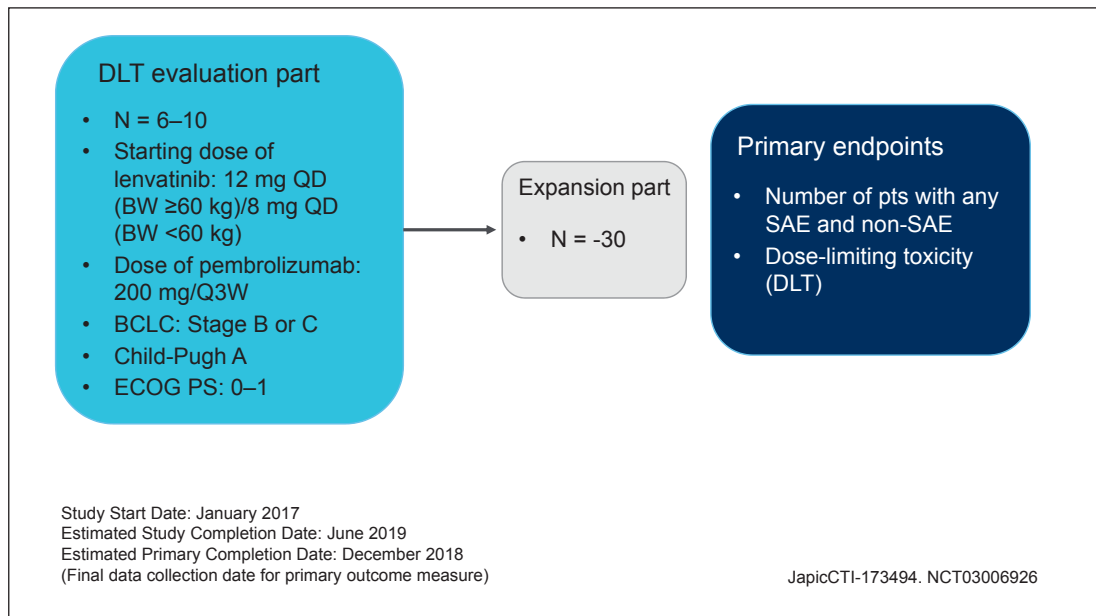 DLT evaluation part
• N = 6–10
• Starting dose of
lenvatinib: 12 mg QD
(BW ≥60 kg)/8 mg QD
(BW <60 kg)
• Dose of pembrolizumab:
200 mg/Q3W
• BCLC: Stage B or C
• Child-Pugh A
• ECOG PS: 0–1
Expansion part
• N = -30
Primary endpoints
• Number of pts with any
SAE and non-SAE
• Dose-limiting toxicity
(DLT)
Study Start Date: January 2017
Estimated Study Completion Date: June 2019
Estimated Primary Completion Date: December 2018
(Final data collection date for primary outcome measure)
JapicCTI-173494. NCT03006926